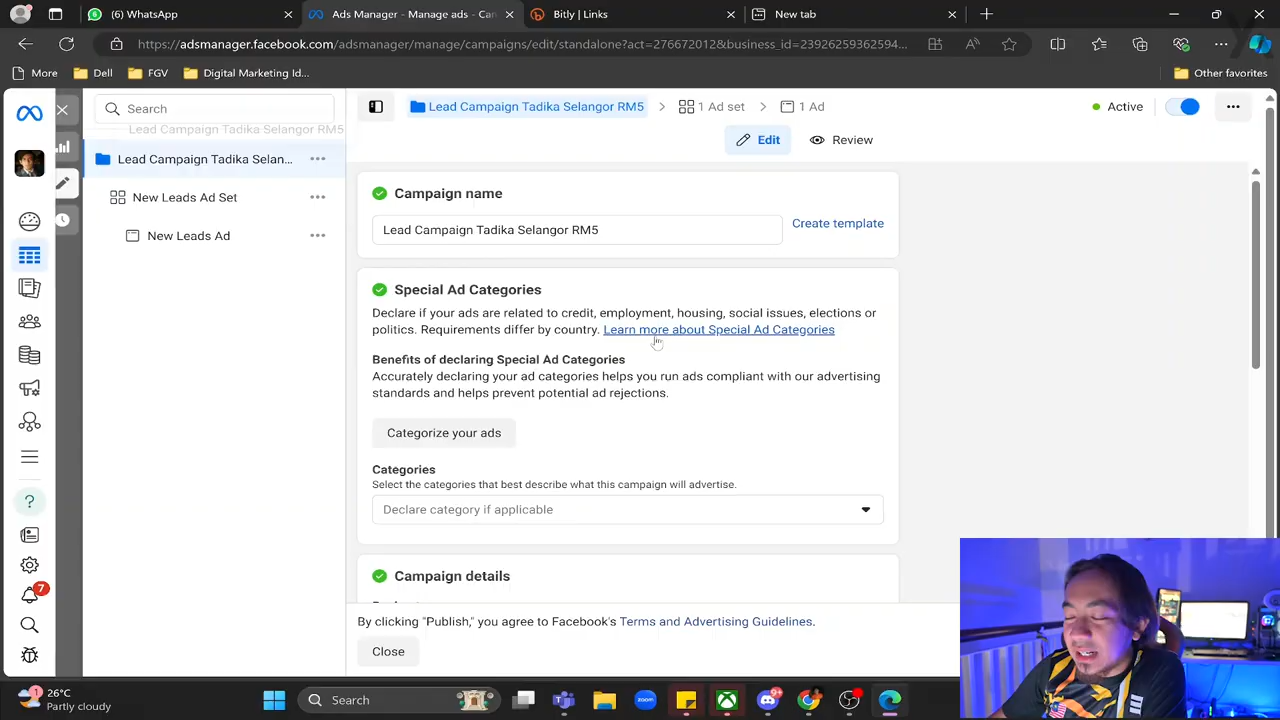 (6) WhatsApp
Ads Manager - Manage ads - Can
Bitly | Links
New tab
https://adsmanager.facebook.com/adsmanager/manage/campaigns/edit/standalone?act=276672012&business_id=23926259362594...
More
Dell
FGV
Digital Marketing Id...
Other favorites
Search
Lead Campaign Tadika Selangor RM5
1 Ad set
1 Ad
Active
Lead Campaign Tadika Selangor RM5
Edit
Review
Lead Campaign Tadika Selan...
New Leads Ad Set
New Leads Ad
Campaign name
Lead Campaign Tadika Selangor RM5
Create template
Special Ad Categories
Declare if your ads are related to credit, employment, housing, social issues, elections or
politics. Requirements differ by country. Learn more about Special Ad Categories
Benefits of declaring Special Ad Categories
Accurately declaring your ad categories helps you run ads compliant with our advertising
standards and helps prevent potential ad rejections.
Categorize your ads
Categories
Select the categories that best describe what this campaign will advertise.
Declare category if applicable
Campaign details
By clicking "Publish," you agree to Facebook's Terms and Advertising Guidelines.
Close
7
1
26°C
Partly cloudy
Search
zoom
9+